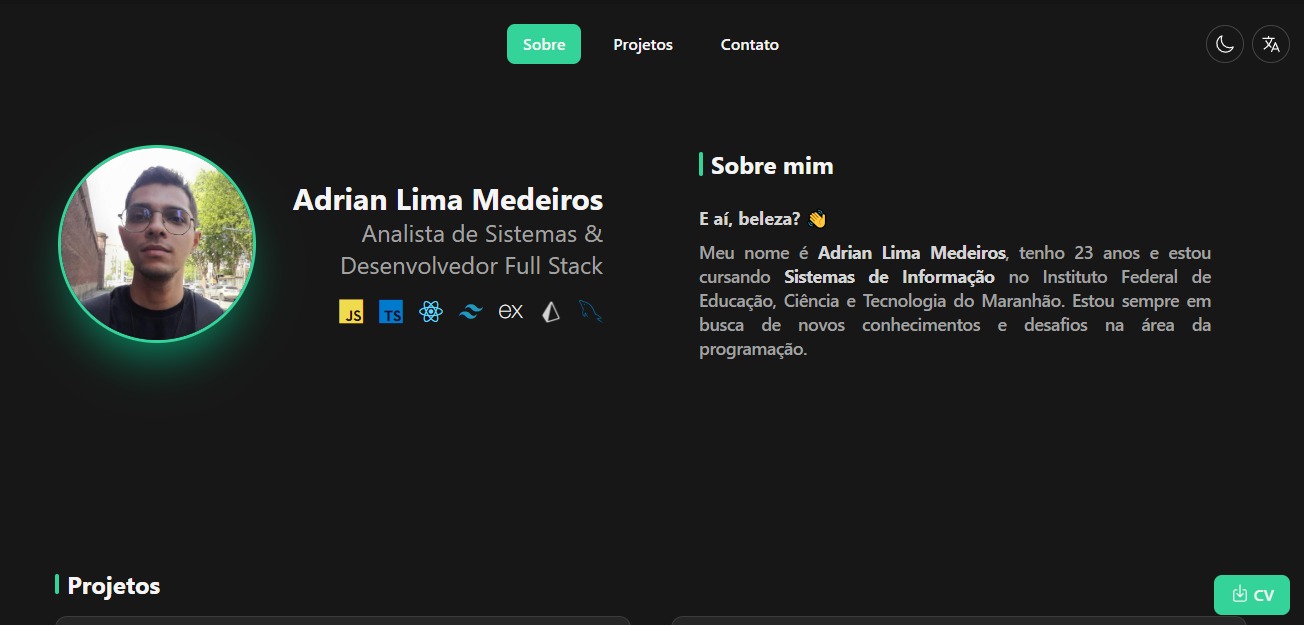 Sobre
Projetos
Contato
Adrian Lima Medeiros
Analista de Sistemas &
Desenvolvedor Full Stack
JS
TS
ex
Sobre mim
E aí, beleza? 👋
Meu nome é Adrian Lima Medeiros, tenho 23 anos e estou
cursando Sistemas de Informação no Instituto Federal de
Educação, Ciência e Tecnologia do Maranhão. Estou sempre em
busca de novos conhecimentos e desafios na área da
programação.
Projetos
CV